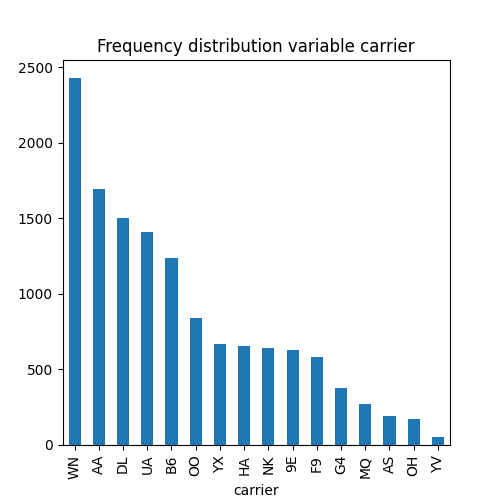 Frequency distribution variable carrier
2500
2000
1500
1000
500
0
WN AA DL UA B6 OO YX HA NK 9E F9 G4 MQ AS OH YV
carrier